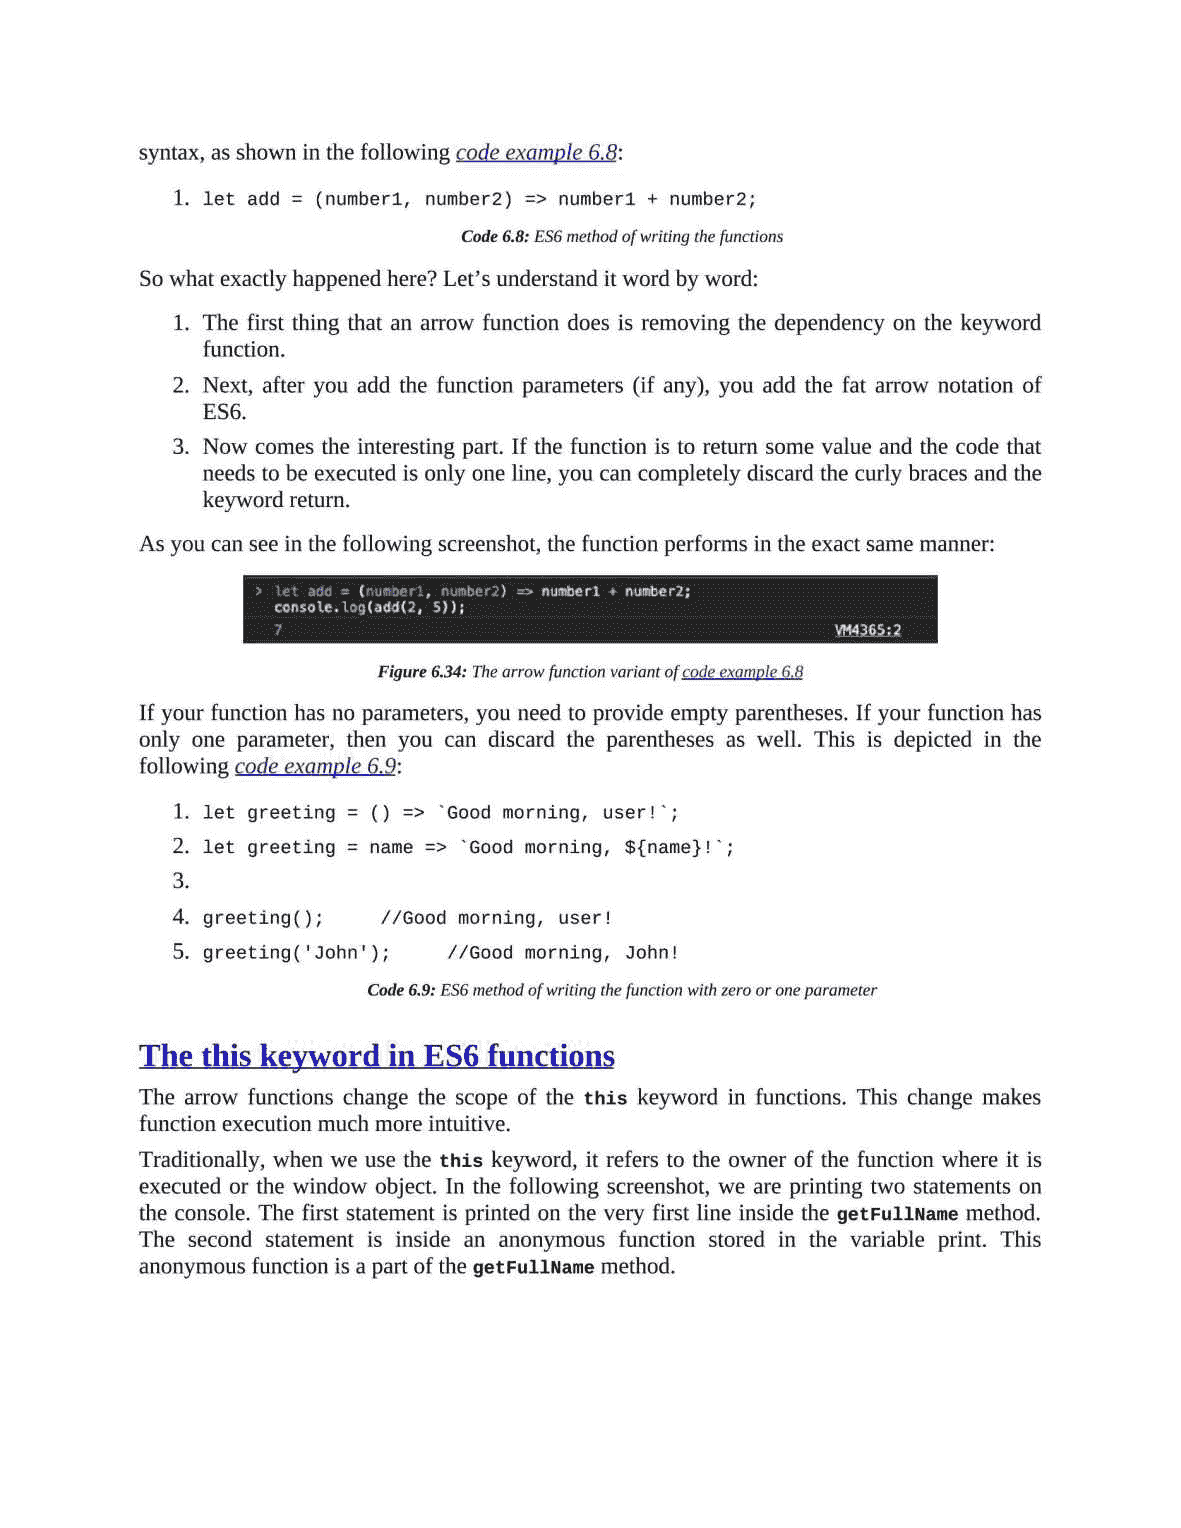 syntax, as shown in the following code example 6.8:
1. let add = (number1, number2) => number1 + number2;
Code 6.8: ES6 method of writing the functions
So what exactly happened here? Let’s understand it word by word:
1. The first thing that an arrow function does is removing the dependency on the keyword
function.
2. Next, after you add the function parameters (if any), you add the fat arrow notation of
ES6.
3. Now comes the interesting part. If the function is to return some value and the code that
needs to be executed is only one line, you can completely discard the curly braces and the
keyword return.
As you can see in the following screenshot, the function performs in the exact same manner:
> let add = (number1, number2) => number1 + number2;
console.log(add(2, 5));
7 VM4365:2
Figure 6.34: The arrow function variant of code example 6.8
If your function has no parameters, you need to provide empty parentheses. If your function has
only one parameter, then you can discard the parentheses as well. This is depicted in the
following code example 6.9:
1. let greeting = () => `Good morning, user!`;
2. let greeting = name => `Good morning, ${name}!`;
3.
4. greeting();     //Good morning, user!
5. greeting('John');     //Good morning, John!
Code 6.9: ES6 method of writing the function with zero or one parameter
The this keyword in ES6 functions
The arrow functions change the scope of the this keyword in functions. This change makes
function execution much more intuitive.
Traditionally, when we use the this keyword, it refers to the owner of the function where it is
executed or the window object. In the following screenshot, we are printing two statements on
the console. The first statement is printed on the very first line inside the getFullName method.
The second statement is inside an anonymous function stored in the variable print. This
anonymous function is a part of the getFullName method.